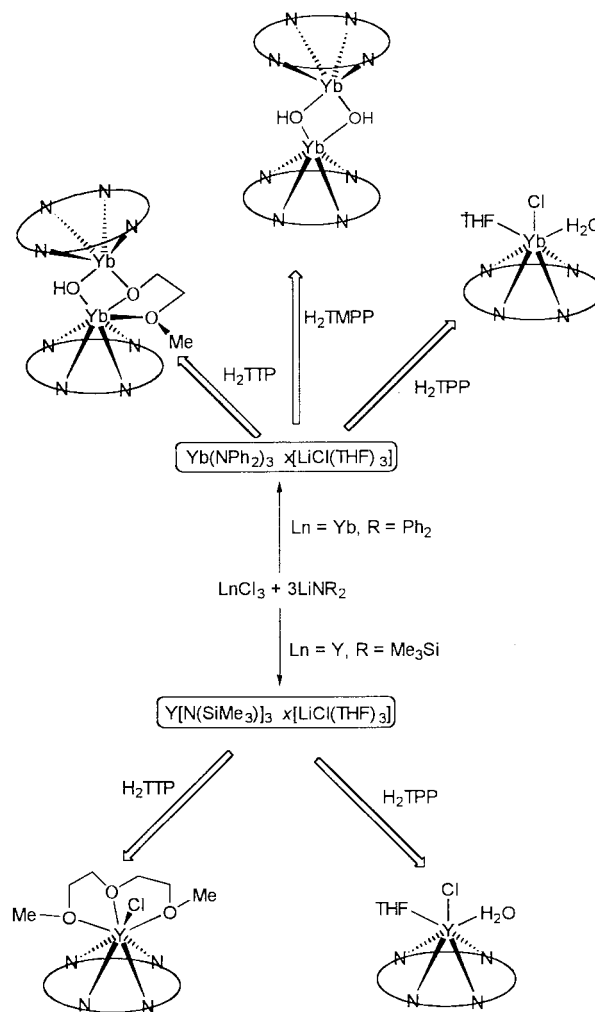 N
N
N
N
Yb
HO
OH
Yb
N
N
N
N
N
N
N
N
Yb
HO
O
Yb
O
Me
N
N
N
N
Cl
THF
H₂O
Yb
N
N
N
N
H₂TTP
H₂TMPP
H₂TPP
Yb(NPh₂)₃ x[LiCl(THF)₃]
Ln = Yb, R = Ph₂
LnCl₃ + 3LiNR₂
Ln = Y, R = Me₃Si
Y[N(SiMe₃)]₃ x[LiCl(THF)₃]
H₂TTP
H₂TPP
O
Cl
Me
O
O
Me
Y
N
N
N
N
Cl
THF
H₂O
Y
N
N
N
N